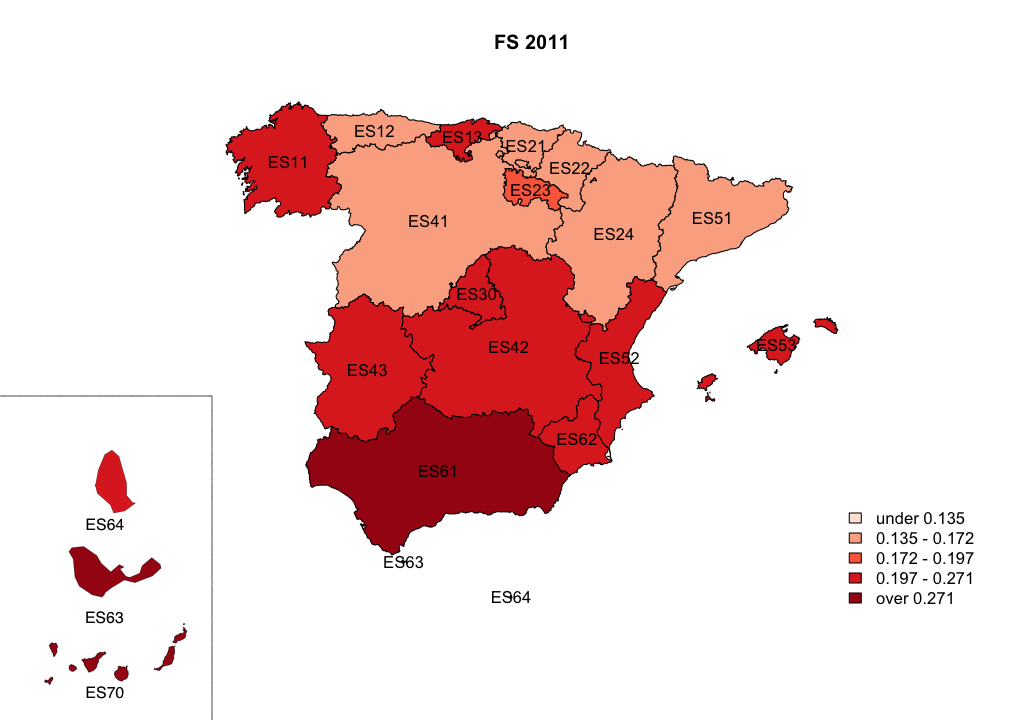 FS 2011
ES12
ES13
ES21
ES11
ES22
ES23
ES41
ES51
ES24
ES30
ES42
ES53
ES52
ES43
ES62
ES61
ES64
ES63
ES63
ES64
ES70
under 0.135
0.135 - 0.172
0.172 - 0.197
0.197 - 0.271
over 0.271